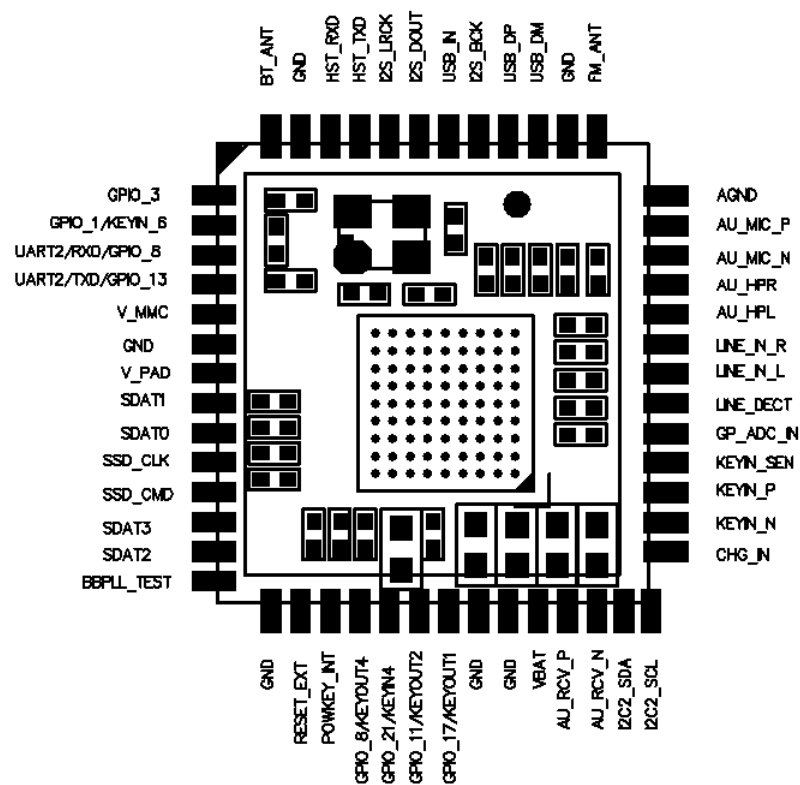 BT_ANT
GND
HST_RXD
HST_TXD
I2S_LRCK
I2S_DOUT
USB_IN
I2S_BCK
USB_DP
USB_DM
GND
FM_ANT
GPIO_3
GPIO_1/KEYIN_6
UART2/RXD/GPIO_8
UART2/TXD/GPIO_13
V_MMC
GND
V_PAD
SDAT1
SDAT0
SSD_CLK
SSD_CMD
SDAT3
SDAT2
BBPLL_TEST
AGND
AU_MIC_P
AU_MIC_N
AU_HPR
AU_HPL
LINE_IN_R
LINE_IN_L
LINE_DECT
GP_ADC_IN
KEYIN_SEN
KEYIN_P
KEYIN_N
CHG_IN
GND
RESET_EXT
POWKEY_INT
GPIO_8/KEYOUT4
GPIO_21/KEYIN4
GPIO_11/KEYOUT2
GPIO_17/KEYOUT1
GND
GND
VBAT
AU_RCV_P
AU_RCV_N
I2C2_SDA
I2C2_SCL